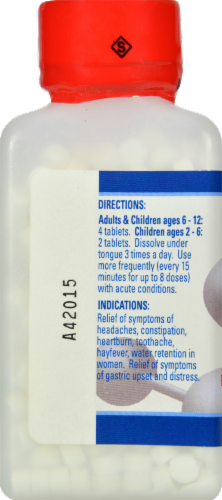 S
DIRECTIONS:
Adults & Children ages 6 - 12:
4 tablets. Children ages 2 - 6:
2 tablets. Dissolve under
tongue 3 times a day. Use
more frequently (every 15
minutes for up to 8 doses)
with acute conditions.
INDICATIONS:
Relief of symptoms of
headaches, constipation,
heartburn, toothache,
hayfever, water retention in
women. Relief of symptoms
of gastric upset and distress.
A42015